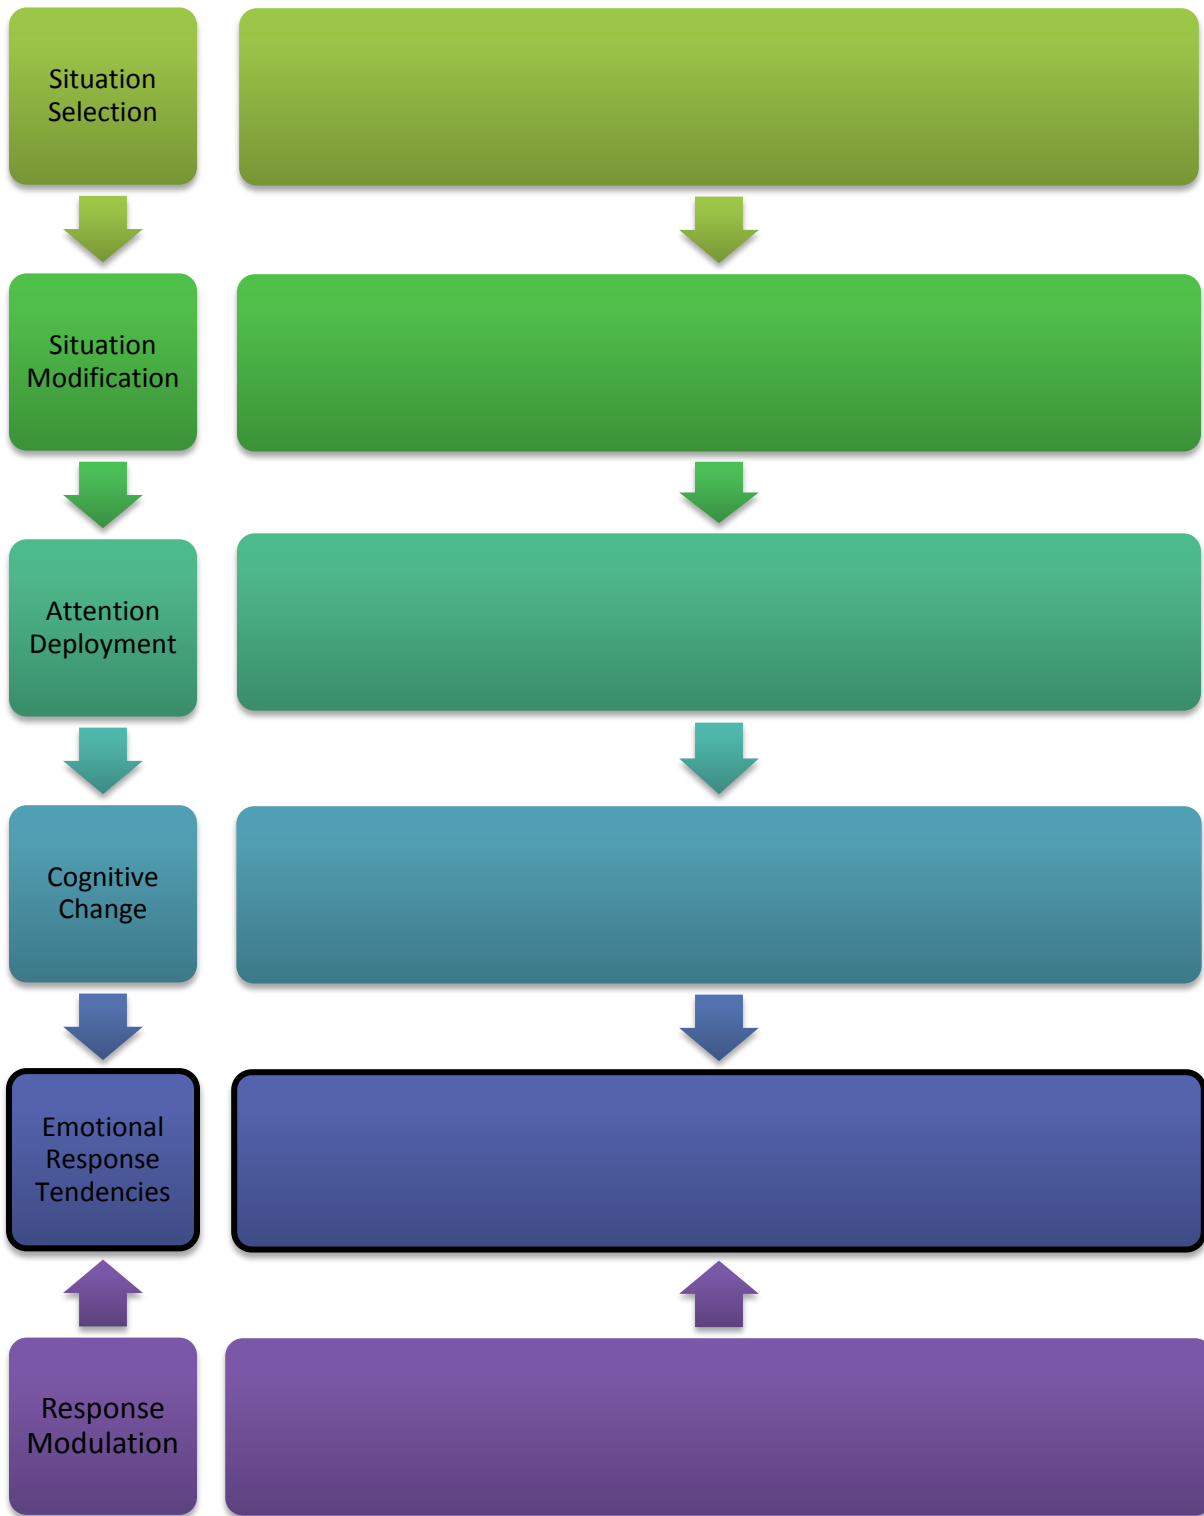 Situation
Selection
Situation
Modification
Attention
Deployment
Cognitive
Change
Emotional
Response
Tendencies
Response
Modulation